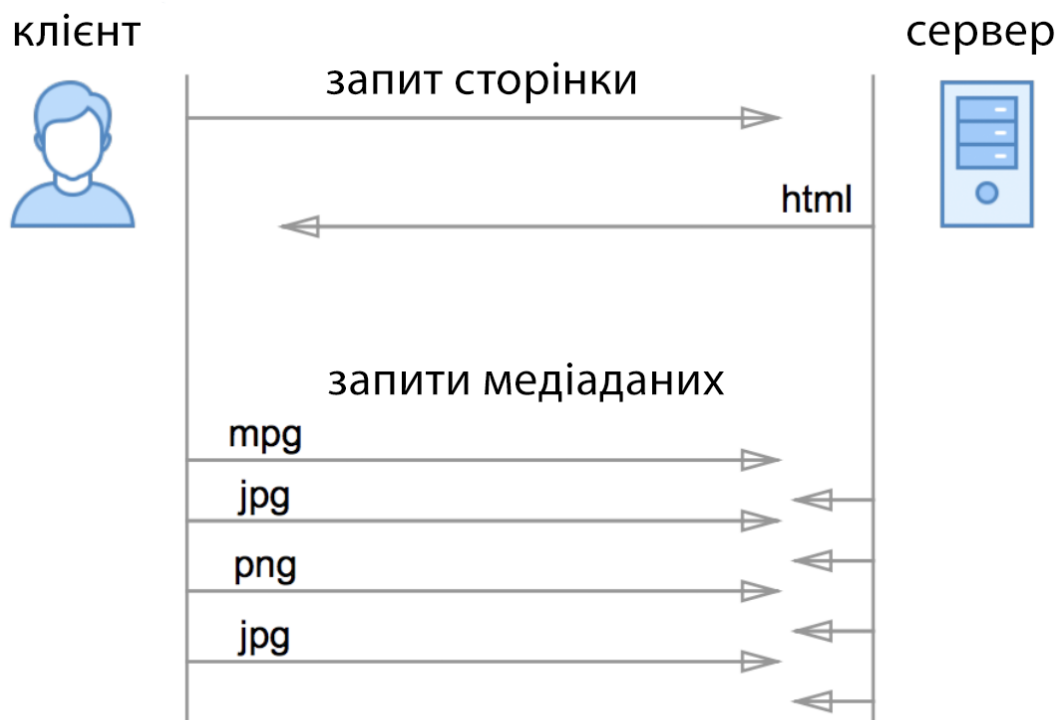 клієнт
сервер
запит сторінки
html
запити медіаданих
mpg
jpg
png
jpg